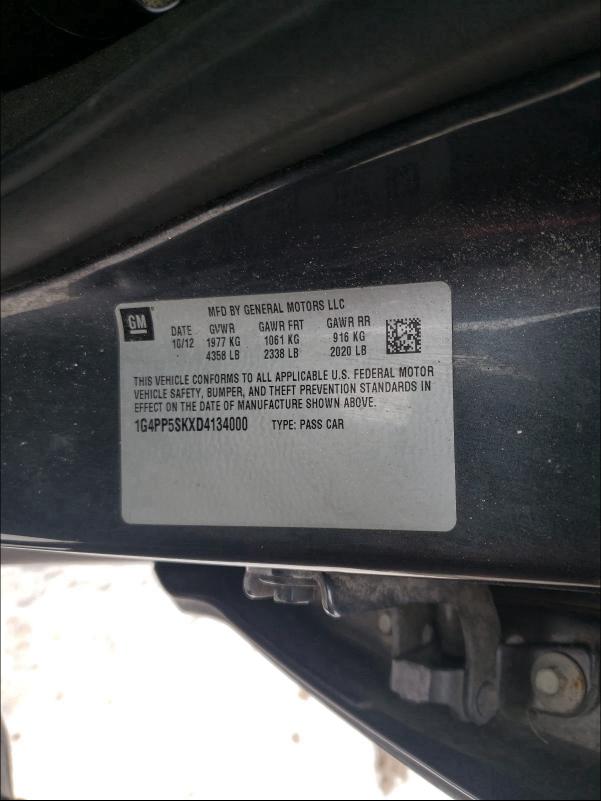 GM
MFD BY GENERAL MOTORS LLC
DATE GVWR GAWR FRT GAWR RR
10/12 1977 KG 1061 KG 916 KG
4358 LB 2338 LB 2020 LB
THIS VEHICLE CONFORMS TO ALL APPLICABLE U.S. FEDERAL MOTOR
VEHICLE SAFETY, BUMPER, AND THEFT PREVENTION STANDARDS IN
EFFECT ON THE DATE OF MANUFACTURE SHOWN ABOVE.
1G4PP5SKXD4134000 TYPE: PASS CAR